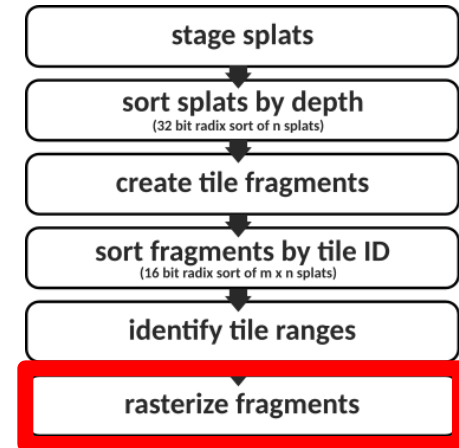 stage splats
sort splats by depth
(32 bit radix sort of n splats)
create tile fragments
sort fragments by tile ID
(16 bit radix sort of m x n splats)
identify tile ranges
rasterize fragments